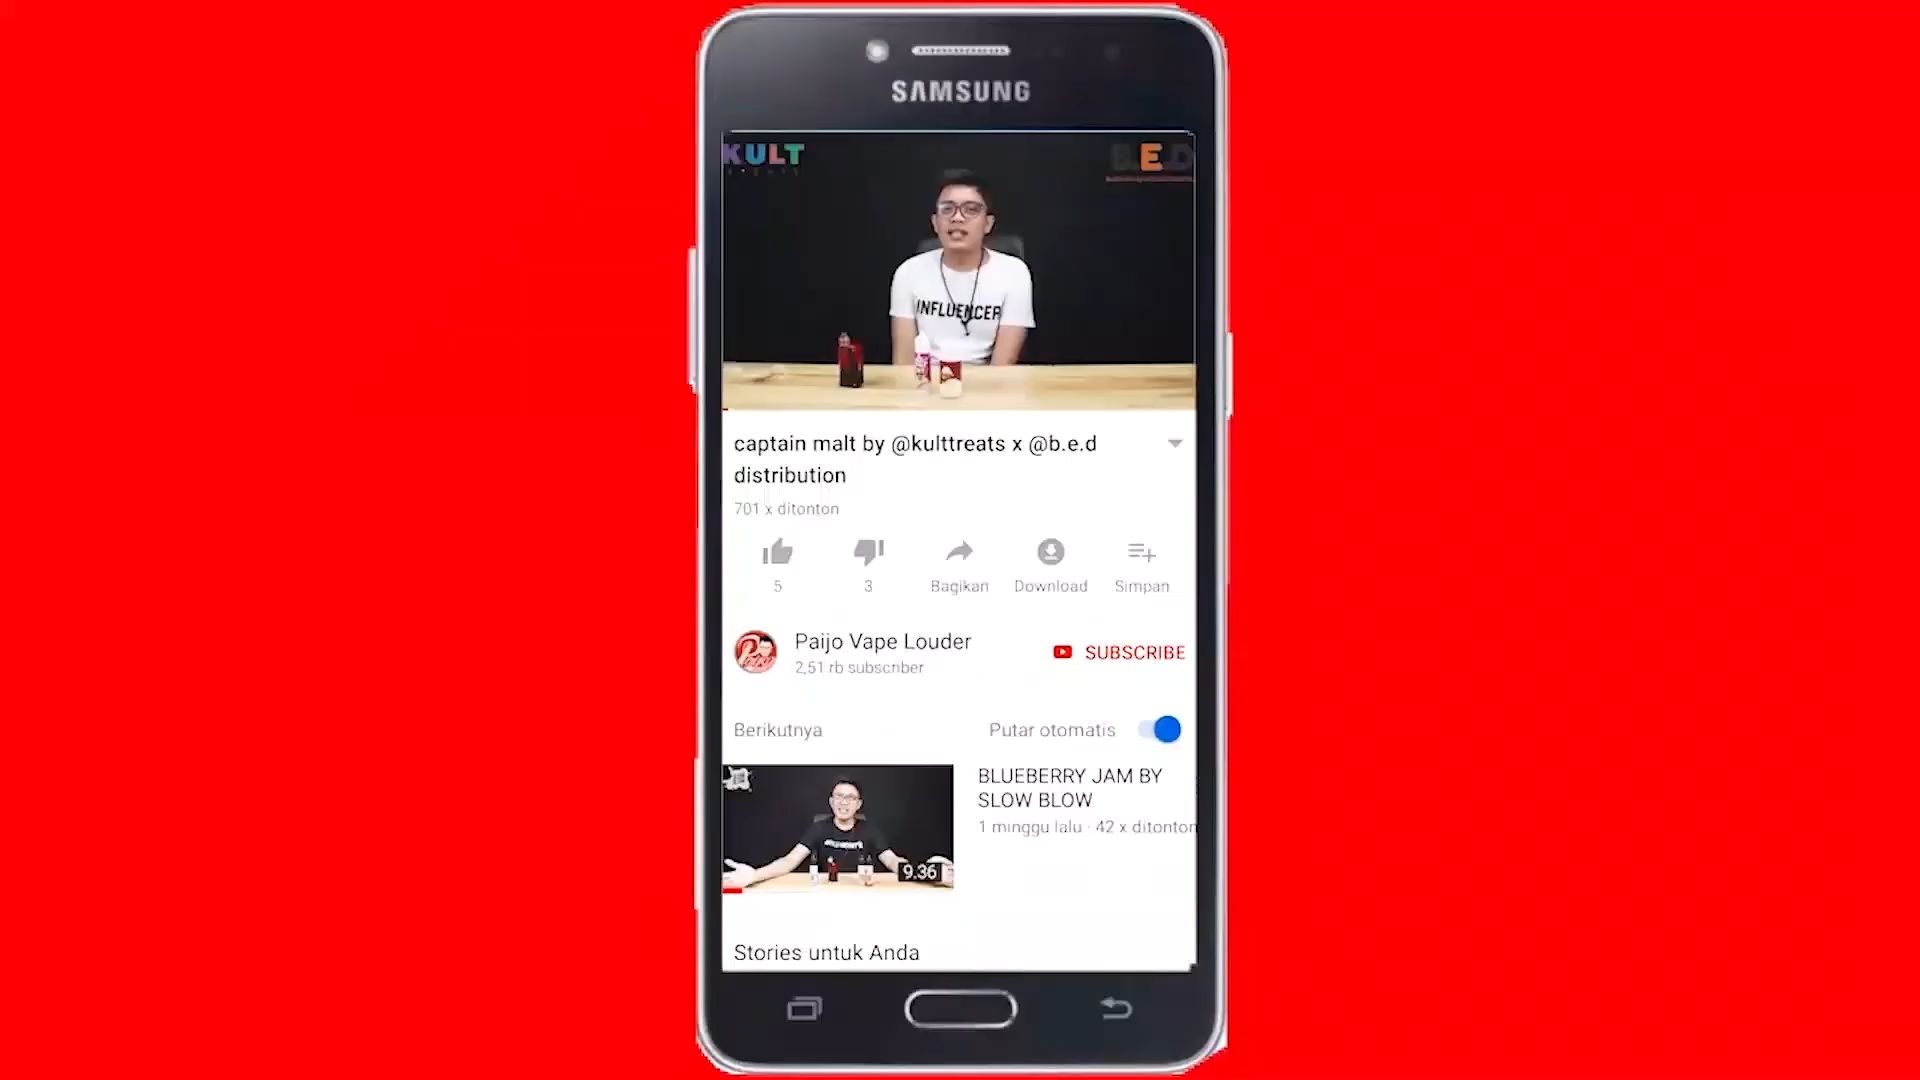 SAMSUNG
KULT
B.E.D
INFLUENCER
captain malt by @kulttreats x @b.e.d
distribution
701 x ditonton
5
3
Bagikan
Download
Simpan
Paijo Vape Louder
2,51 rb subscriber
SUBSCRIBE
Berikutnya
Putar otomatis
BLUEBERRY JAM BY
SLOW BLOW
1 minggu lalu · 42 x ditonton
9.36
Stories untuk Anda